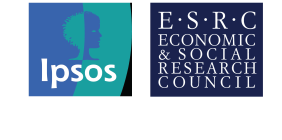 Ipsos
E·S·R·C
ECONOMIC
& SOCIAL
RESEARCH
COUNCIL